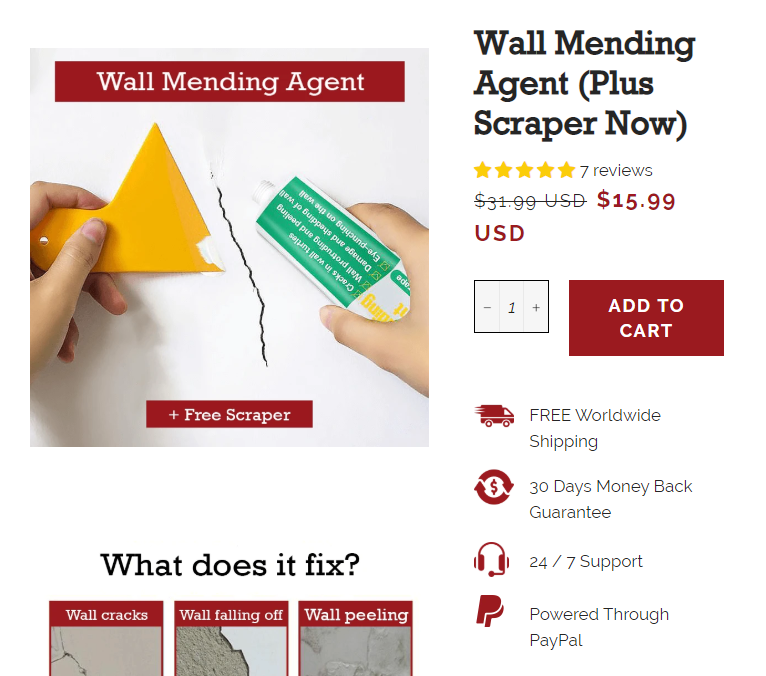 Wall Mending Agent
Cracks in wall turtles
Wall protruding and peeling
Damage and shedding of wall
Eye-punching on the wall
+ Free Scraper
What does it fix?
Wall cracks
Wall falling off
Wall peeling
Wall Mending
Agent (Plus
Scraper Now)
7 reviews
$31.99 USD $15.99
USD
− 1 +
ADD TO
CART
FREE Worldwide
Shipping
30 Days Money Back
Guarantee
24 / 7 Support
Powered Through
PayPal